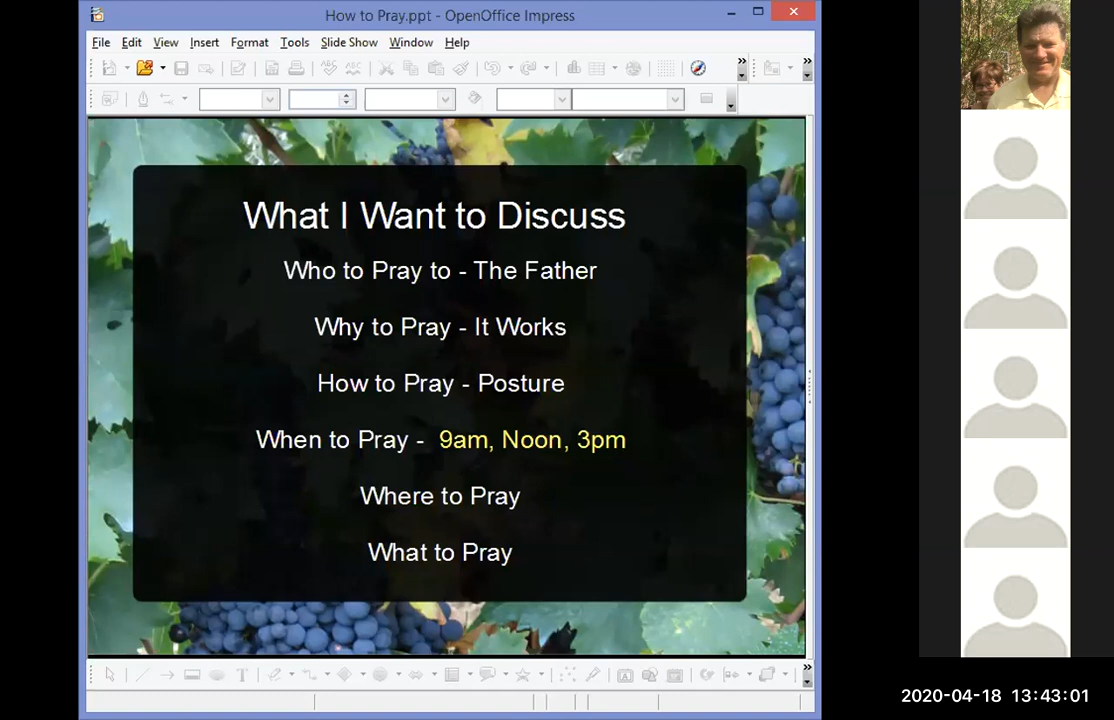 How to Pray.ppt - OpenOffice Impress
File Edit View Insert Format Tools Slide Show Window Help
What I Want to Discuss
Who to Pray to - The Father
Why to Pray - It Works
How to Pray - Posture
When to Pray - 9am, Noon, 3pm
Where to Pray
What to Pray
2020-04-18 13:43:01